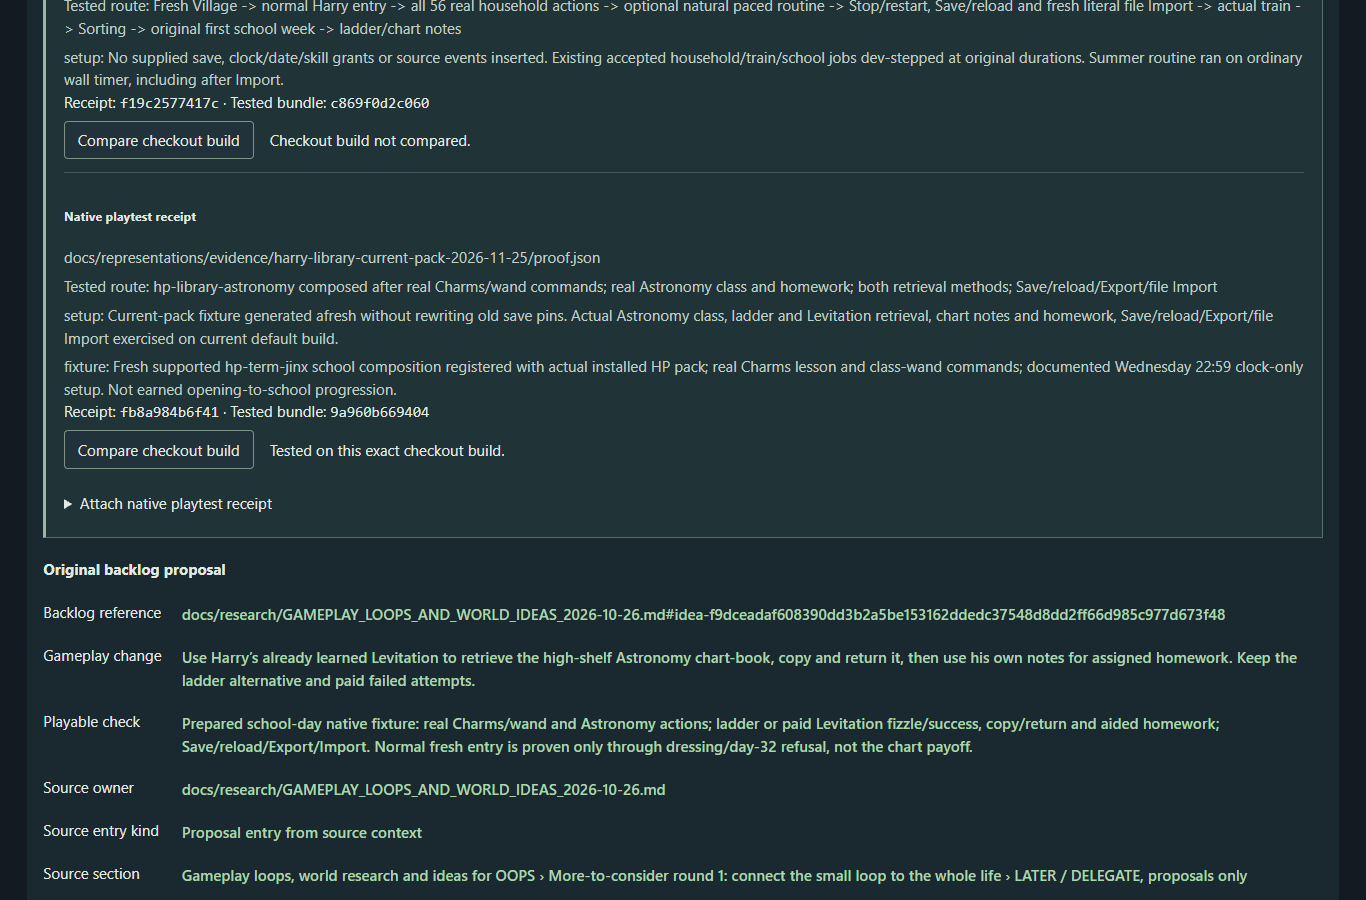 Tested route: Fresh Village -> normal Harry entry -> all 56 real household actions -> optional natural paced routine -> Stop/restart, Save/reload and fresh literal file Import -> actual train -
> Sorting -> original first school week -> ladder/chart notes
setup: No supplied save, clock/date/skill grants or source events inserted. Existing accepted household/train/school jobs dev-stepped at original durations. Summer routine ran on ordinary
wall timer, including after Import.
Receipt: f19c2577417c · Tested bundle: c869f0d2c060
Compare checkout build
Checkout build not compared.
Native playtest receipt
docs/representations/evidence/harry-library-current-pack-2026-11-25/proof.json
Tested route: hp-library-astronomy composed after real Charms/wand commands; real Astronomy class and homework; both retrieval methods; Save/reload/Export/file Import
setup: Current-pack fixture generated afresh without rewriting old save pins. Actual Astronomy class, ladder and Levitation retrieval, chart notes and homework, Save/reload/Export/file
Import exercised on current default build.
fixture: Fresh supported hp-term-jinx school composition registered with actual installed HP pack; real Charms lesson and class-wand commands; documented Wednesday 22:59 clock-only
setup. Not earned opening-to-school progression.
Receipt: fb8a984b6f41 · Tested bundle: 9a960b669404
Compare checkout build
Tested on this exact checkout build.
▶ Attach native playtest receipt
Original backlog proposal
Backlog reference
docs/research/GAMEPLAY_LOOPS_AND_WORLD_IDEAS_2026-10-26.md#idea-f9dceadaf608390dd3b2a5be153162ddedc37548d8dd2ff66d985c977d673f48
Gameplay change
Use Harry's already learned Levitation to retrieve the high-shelf Astronomy chart-book, copy and return it, then use his own notes for assigned homework. Keep the
ladder alternative and paid failed attempts.
Playable check
Prepared school-day native fixture: real Charms/wand and Astronomy actions; ladder or paid Levitation fizzle/success, copy/return and aided homework;
Save/reload/Export/Import. Normal fresh entry is proven only through dressing/day-32 refusal, not the chart payoff.
Source owner
docs/research/GAMEPLAY_LOOPS_AND_WORLD_IDEAS_2026-10-26.md
Source entry kind
Proposal entry from source context
Source section
Gameplay loops, world research and ideas for OOPS › More-to-consider round 1: connect the small loop to the whole life › LATER / DELEGATE, proposals only